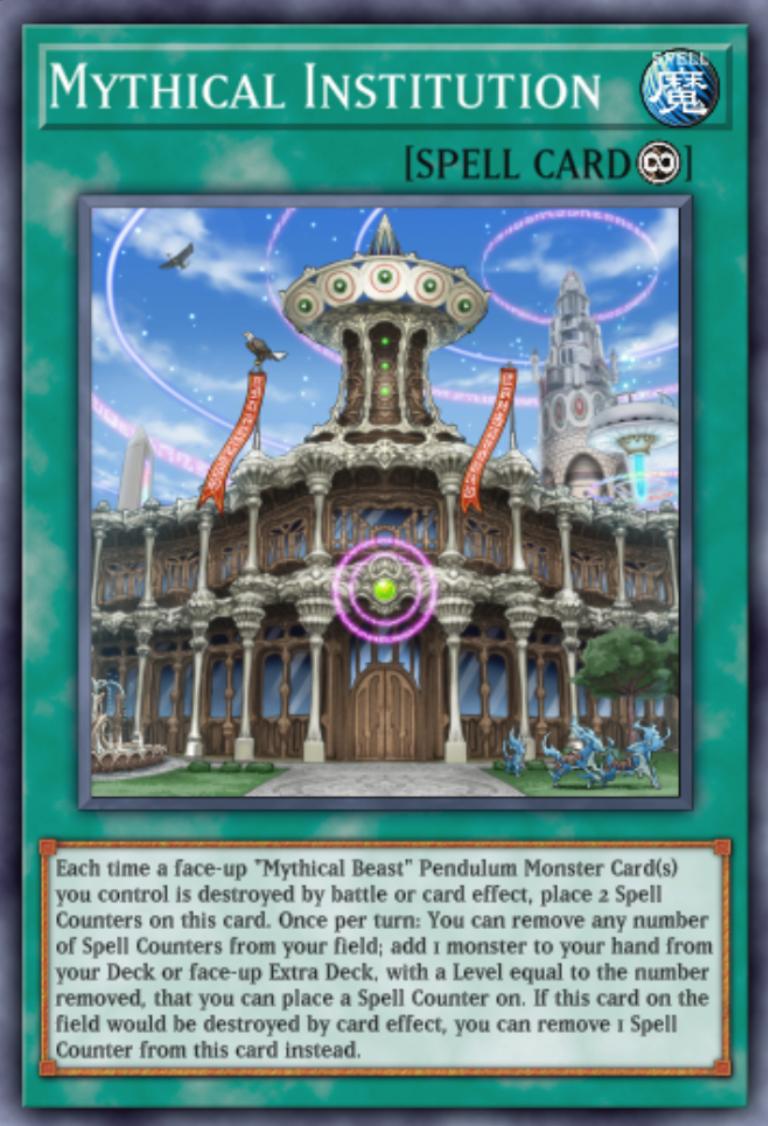 Mythical Institution
SPELL
魔
[SPELL CARD ∞]
Each time a face-up "Mythical Beast" Pendulum Monster Card(s)
you control is destroyed by battle or card effect, place 2 Spell
Counters on this card. Once per turn: You can remove any number
of Spell Counters from your field; add 1 monster to your hand from
your Deck or face-up Extra Deck, with a Level equal to the number
removed, that you can place a Spell Counter on. If this card on the
field would be destroyed by card effect, you can remove 1 Spell
Counter from this card instead.